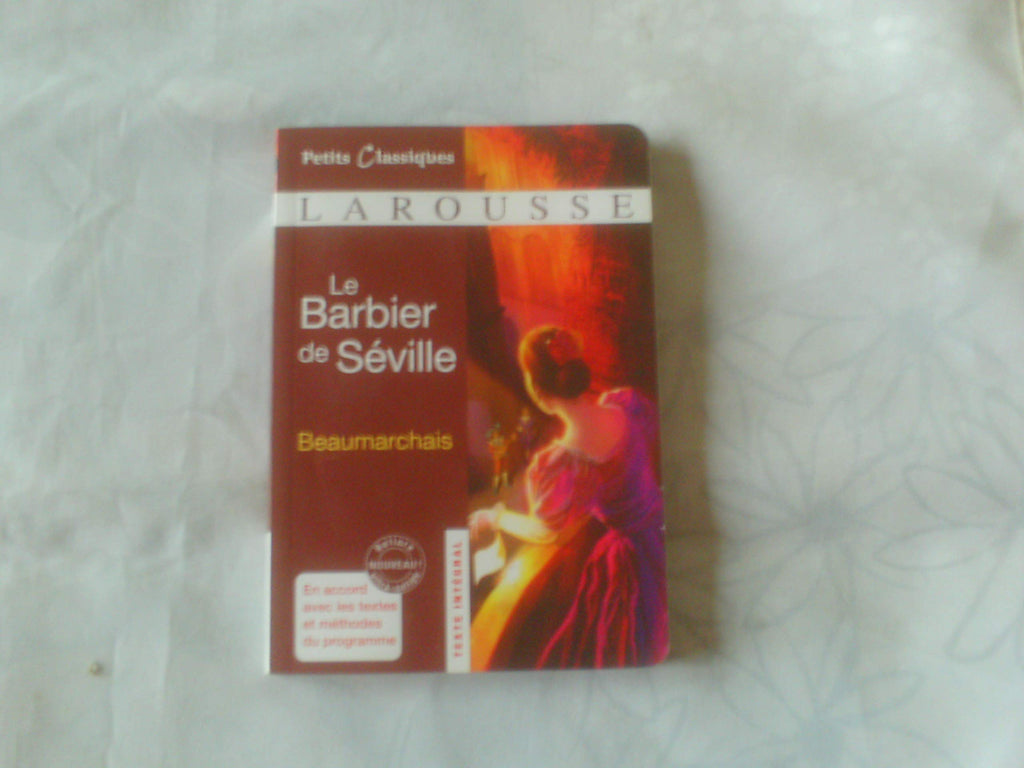 Petits Classiques
LAROUSSE
Le
Barbier
de Séville
Beaumarchais
NOUVEAU!
En accord
avec les textes
et méthodes
du programme
TEXTE INTÉGRAL